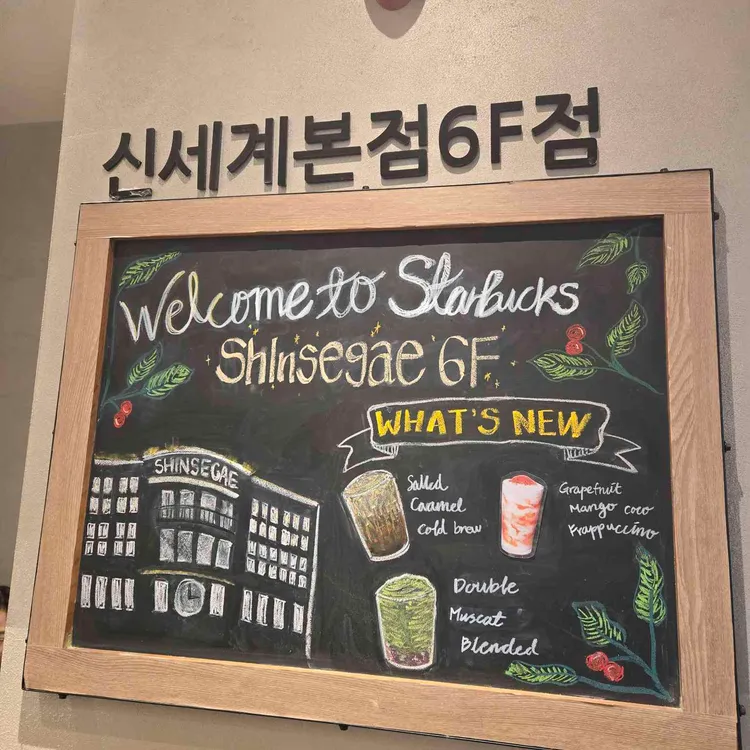 신세계본점6F점
Welcome to Starbucks
Shinsegae 6F
WHAT'S NEW
SHINSEGAE
Salted
Caramel
Cold brew
Grapefruit
Mango coco
Frappuccino
Double
Muscat
Blended